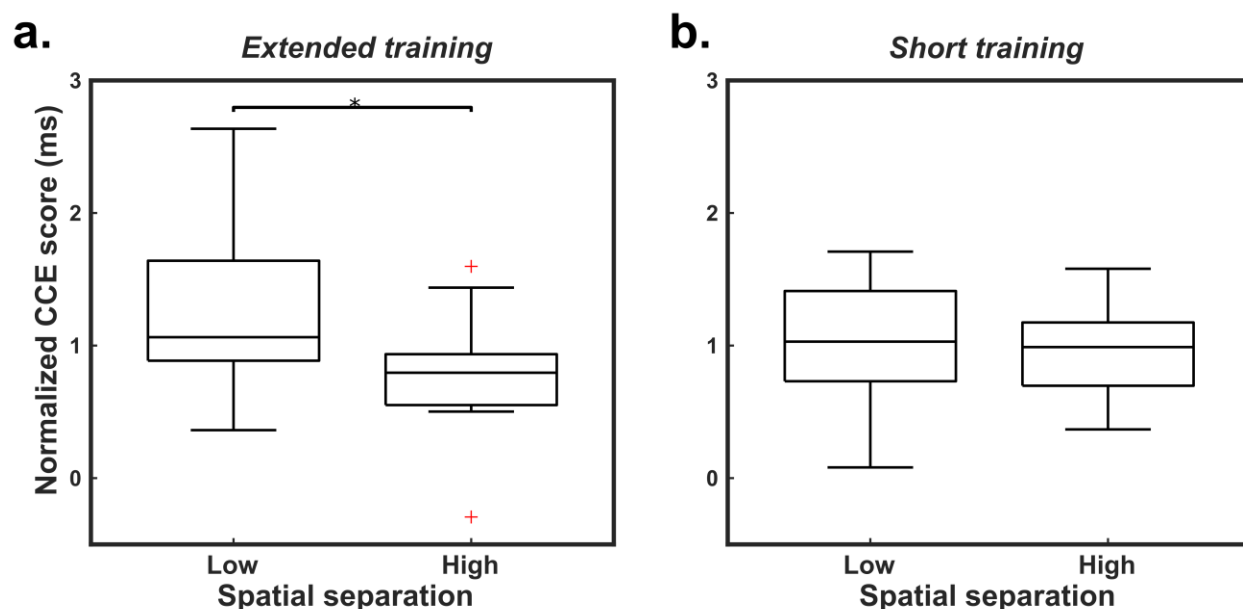 a.
Extended training
Normalized CCE score (ms)
3
2
1
0
*
Low
High
Spatial separation
b.
Short training
3
2
1
0
Low
High
Spatial separation